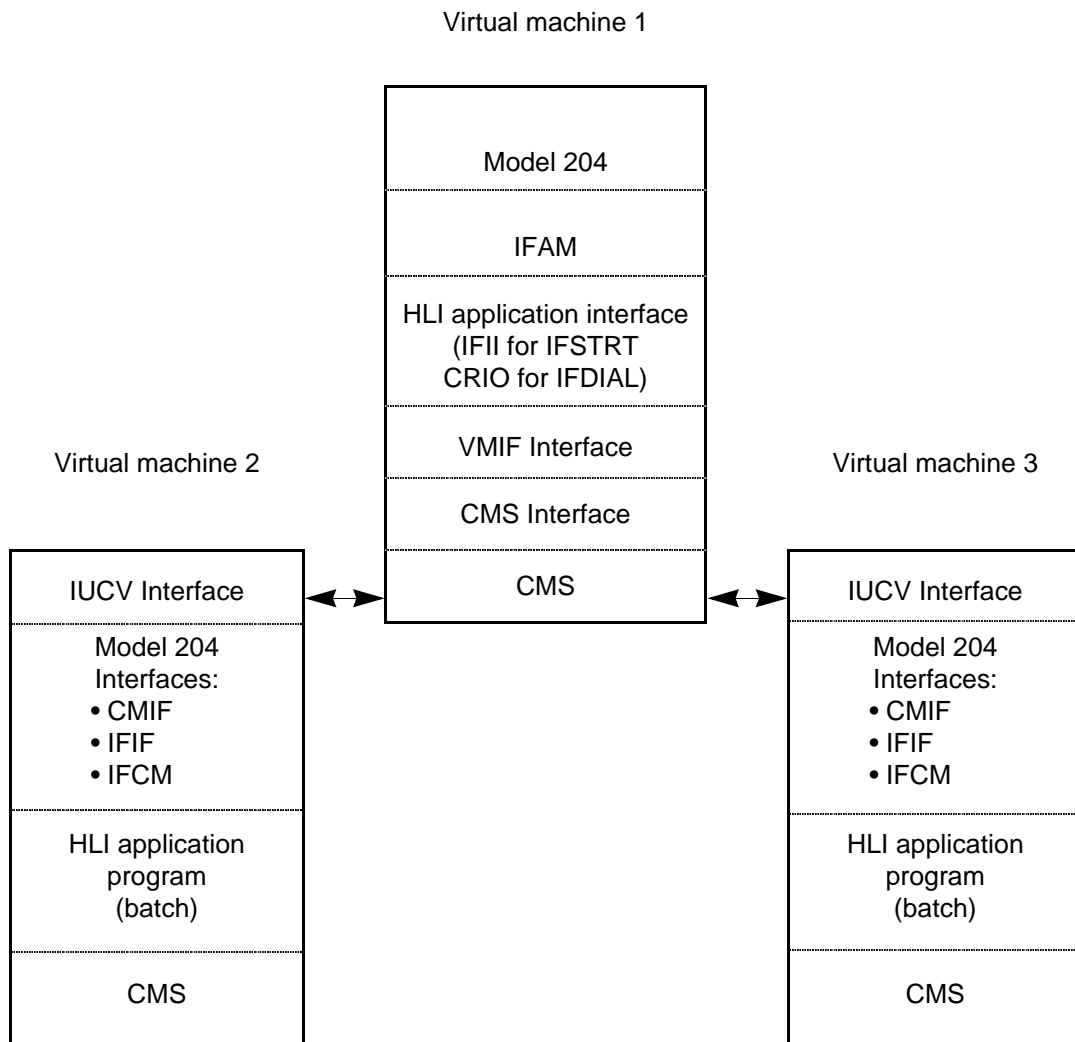 Virtual machine 1
Model 204
IFAM
HLI application interface
(IFII for IFSTRT
CRIO for IFDIAL)
VMIF Interface
CMS Interface
CMS
Virtual machine 2
IUCV Interface
Model 204
Interfaces:
• CMIF
• IFIF
• IFCM
HLI application
program
(batch)
CMS
Virtual machine 3
IUCV Interface
Model 204
Interfaces:
• CMIF
• IFIF
• IFCM
HLI application
program
(batch)
CMS